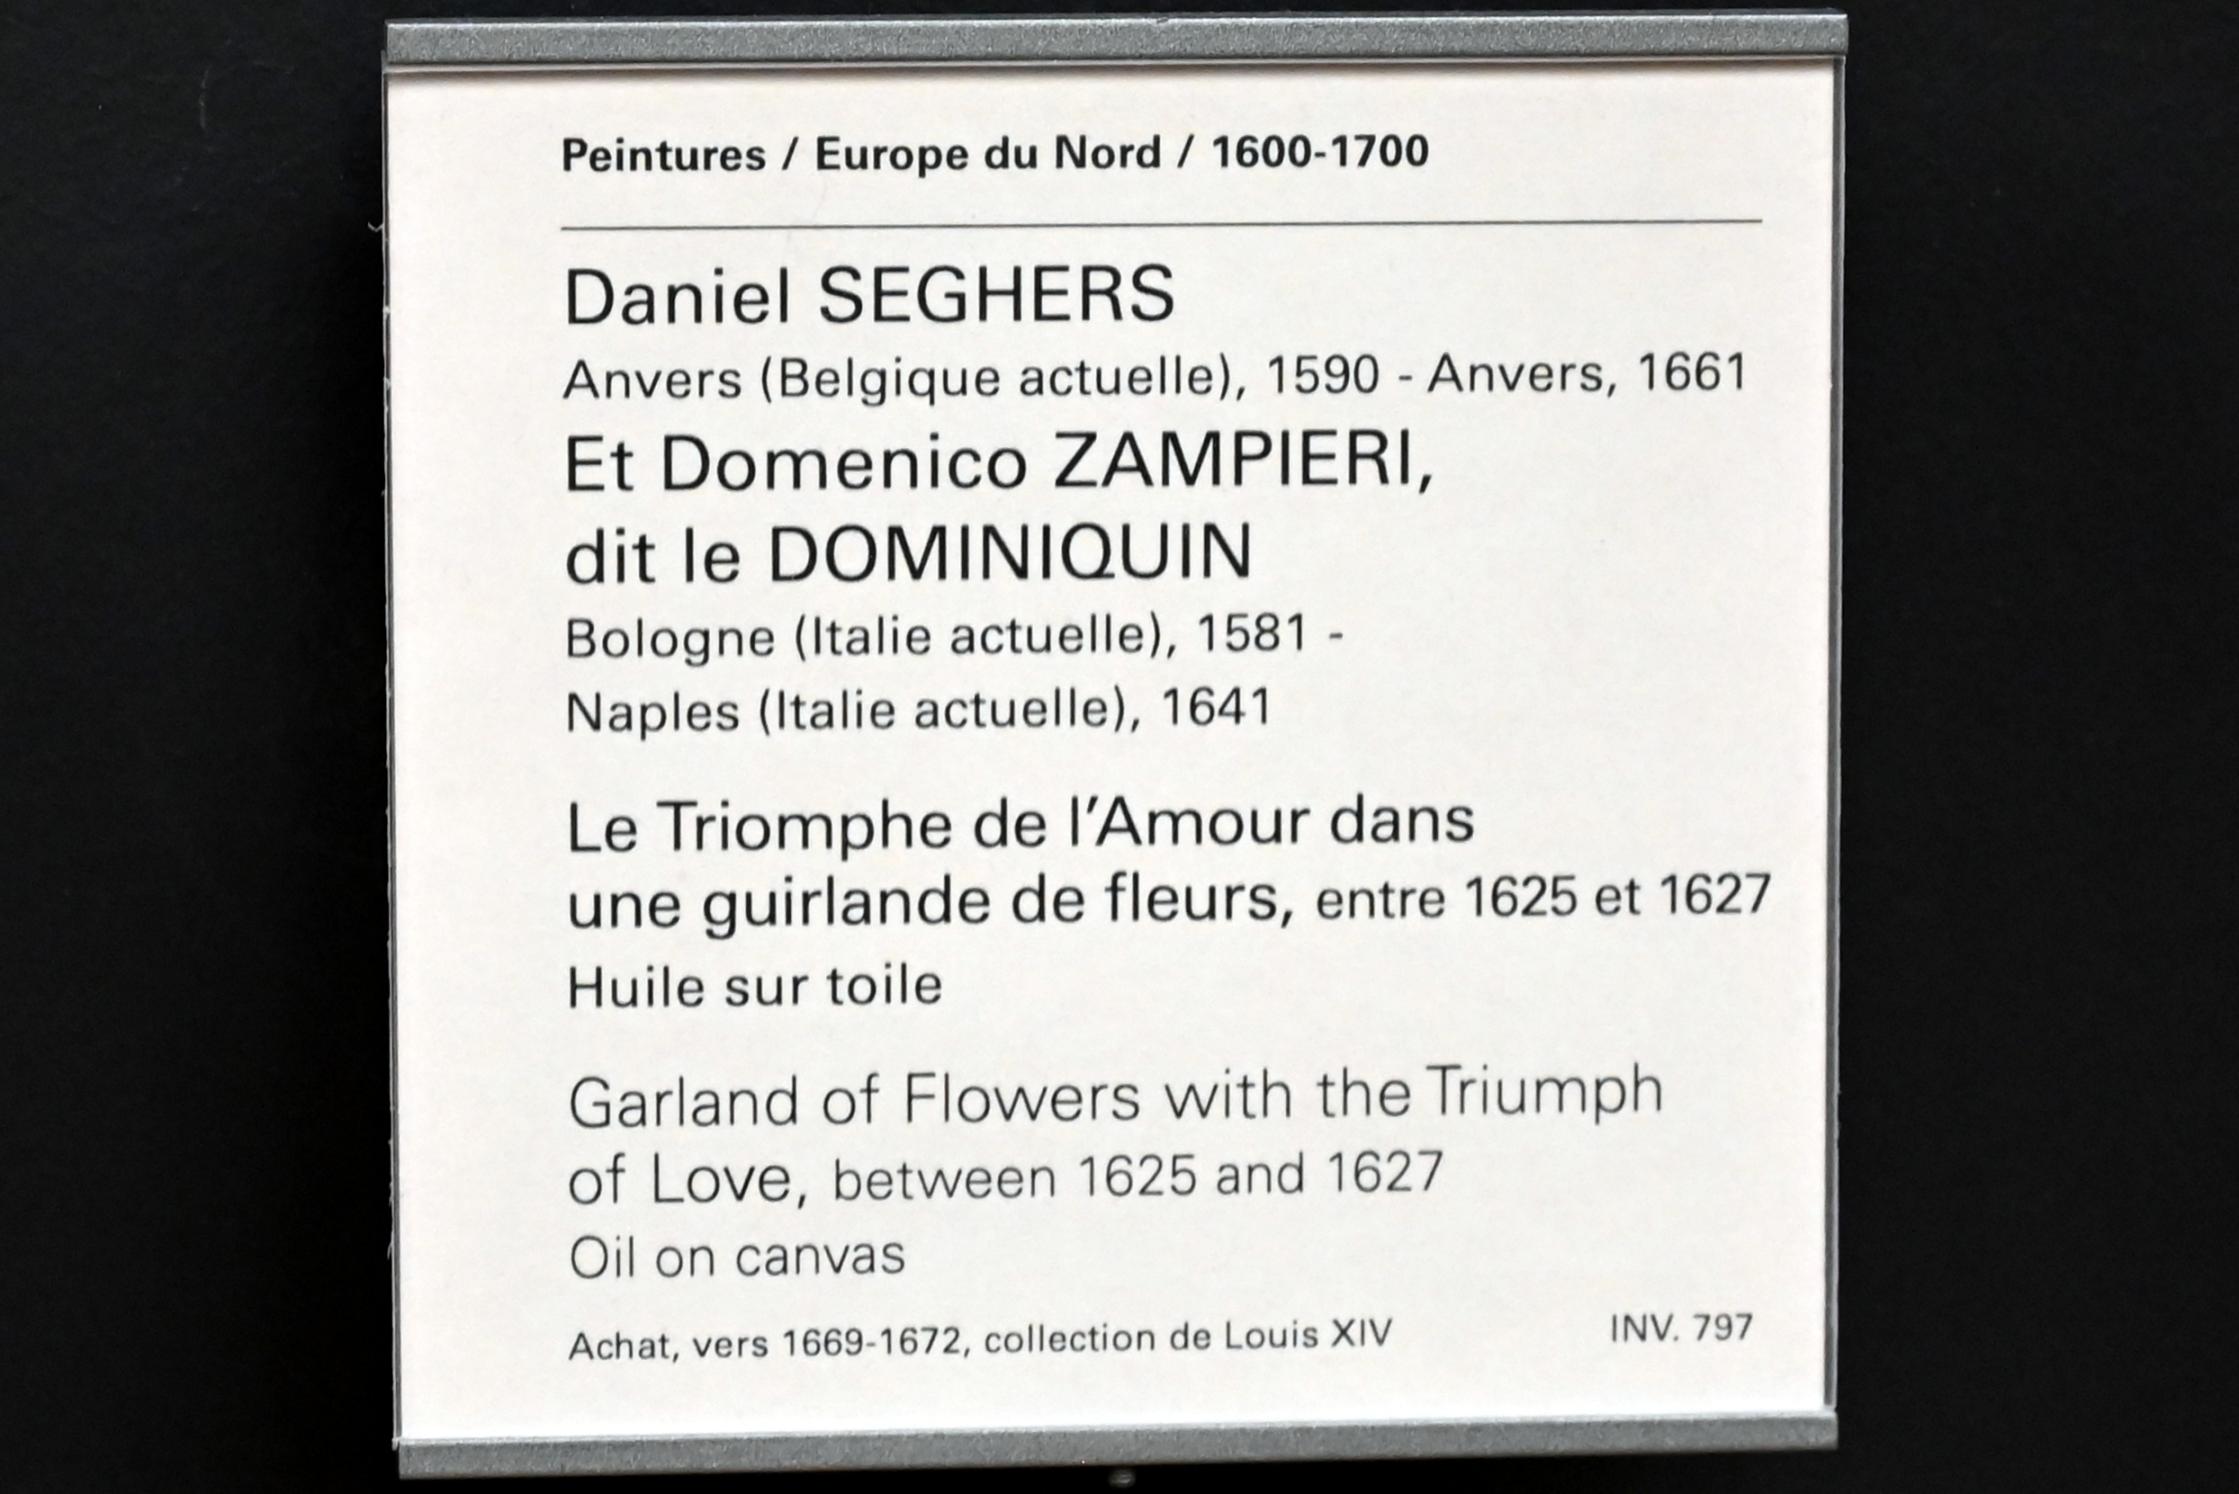 Peintures / Europe du Nord / 1600-1700
Daniel SEGHERS
Anvers (Belgique actuelle), 1590 - Anvers, 1661
Et Domenico ZAMPIERI,
dit le DOMINIQUIN
Bologne (Italie actuelle), 1581 -
Naples (Italie actuelle), 1641
Le Triomphe de l'Amour dans
une guirlande de fleurs, entre 1625 et 1627
Huile sur toile
Garland of Flowers with the Triumph
of Love, between 1625 and 1627
Oil on canvas
Achat, vers 1669-1672, collection de Louis XIV INV. 797